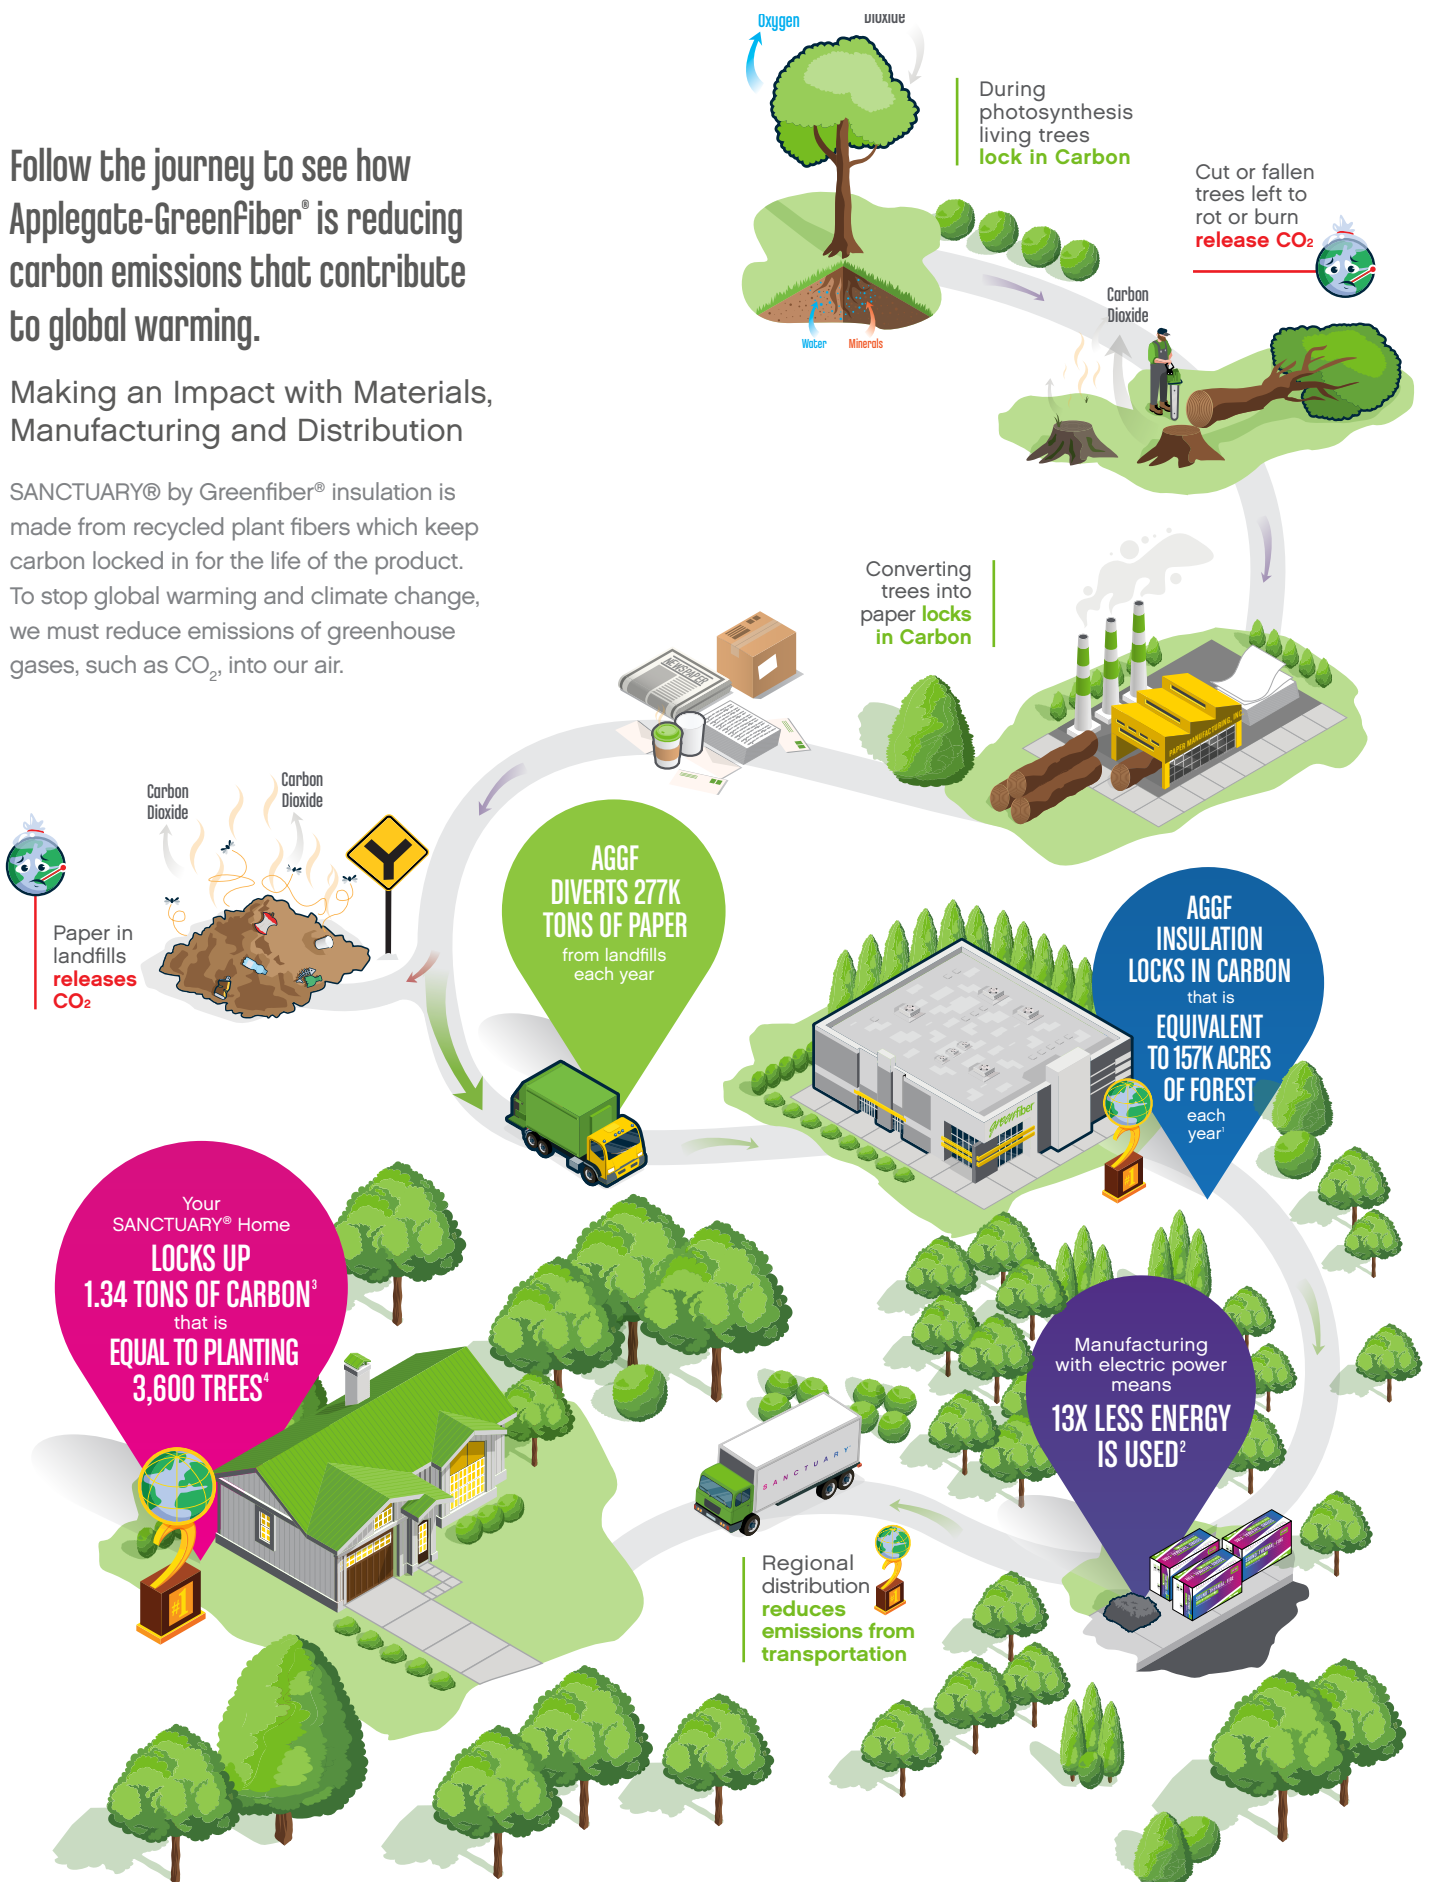 Oxygen
Dioxide
During
photosynthesis
living trees
lock in Carbon
Cut or fallen
trees left to
rot or burn
release CO₂
Follow the journey to see how
Applegate-Greenfiber® is reducing
carbon emissions that contribute
to global warming.
Making an Impact with Materials,
Manufacturing and Distribution
SANCTUARY® by Greenfiber® insulation is
made from recycled plant fibers which keep
carbon locked in for the life of the product.
To stop global warming and climate change,
we must reduce emissions of greenhouse
gases, such as CO₂, into our air.
Water
Minerals
Carbon
Dioxide
Converting
trees into
paper locks
in Carbon
NEWSPAPER
PAPER MANUFACTURING, INC
Carbon
Dioxide
Carbon
Dioxide
Paper in
landfills
releases
CO₂
AGGF
DIVERTS 277K
TONS OF PAPER
from landfills
each year
AGGF
INSULATION
LOCKS IN CARBON
that is
EQUIVALENT
TO 157K ACRES
OF FOREST
each
year¹
greenfiber
Your
SANCTUARY® Home
LOCKS UP
1.34 TONS OF CARBON³
that is
EQUAL TO PLANTING
3,600 TREES⁴
#1
Manufacturing
with electric power
means
13X LESS ENERGY
IS USED²
SANCTUARY
Regional
distribution
reduces
emissions from
transportation